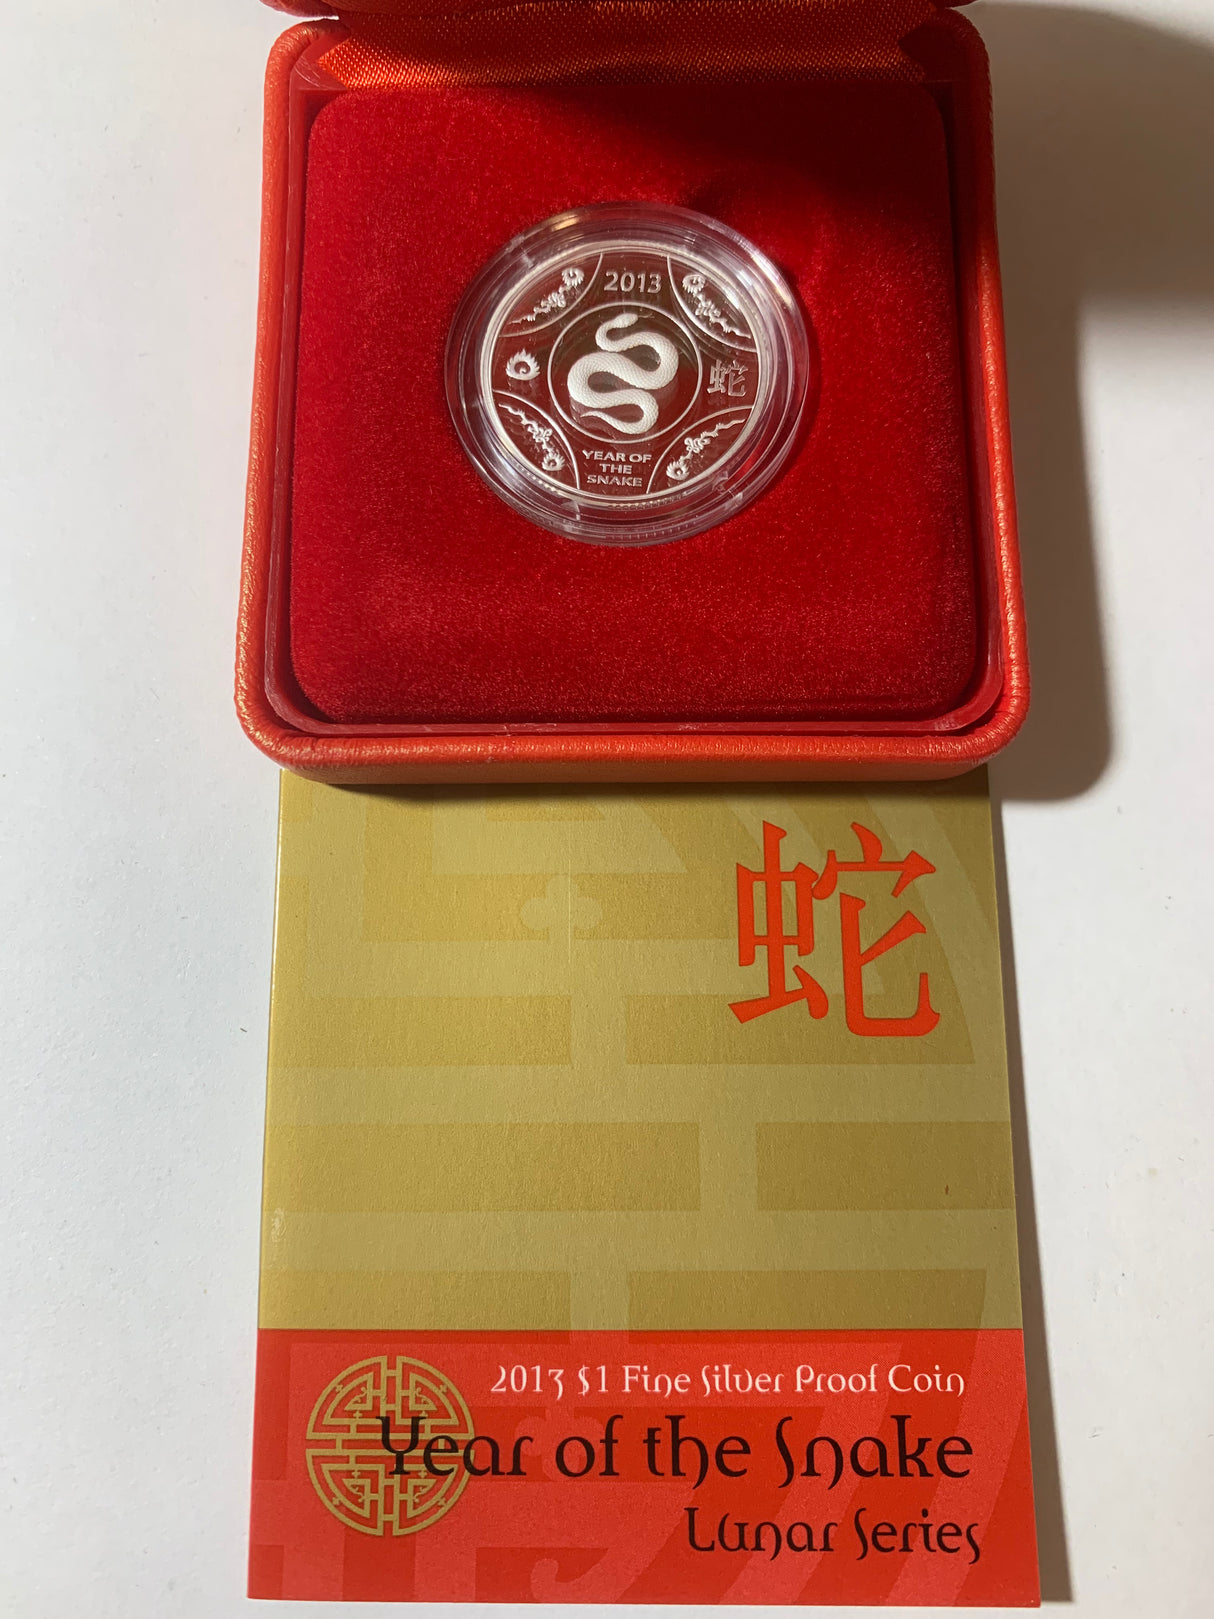 2013
蛇
YEAR OF
THE
SNAKE
蛇
2013 $1 Fine Silver Proof Coin
Year of the Snake
Lunar Series